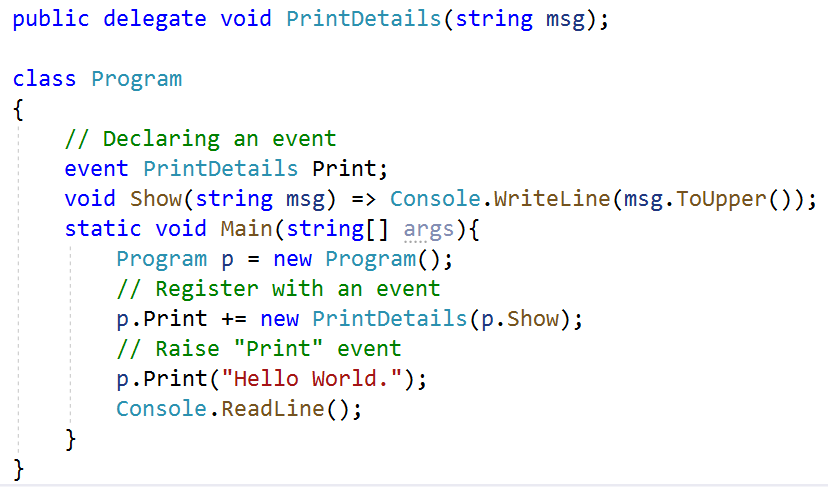 public delegate void PrintDetails(string msg);
class Program
{
// Declaring an event
event PrintDetails Print;
void Show(string msg) => Console.WriteLine(msg.ToUpper());
static void Main(string[] args){
Program p = new Program();
// Register with an event
p.Print += new PrintDetails(p.Show);
// Raise "Print" event
p.Print("Hello World.");
Console.ReadLine();
}
}